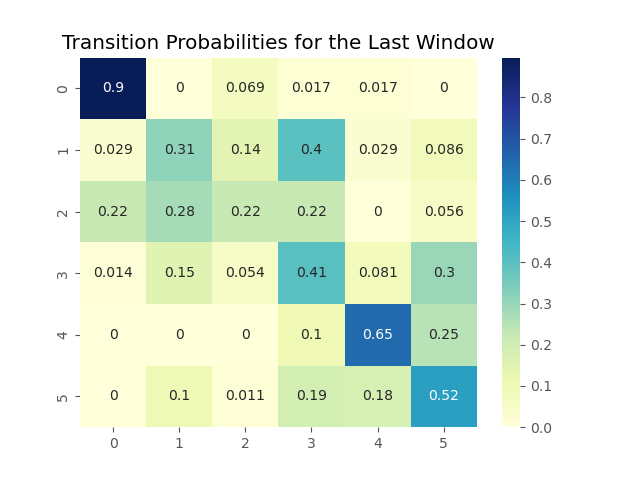 Transition Probabilities for the Last Window
0 0.9 0 0.069 0.017 0.017 0
1 0.029 0.31 0.14 0.4 0.029 0.086
2 0.22 0.28 0.22 0.22 0 0.056
3 0.014 0.15 0.054 0.41 0.081 0.3
4 0 0 0 0.1 0.65 0.25
5 0 0.1 0.011 0.19 0.18 0.52
0 1 2 3 4 5
0.8
0.7
0.6
0.5
0.4
0.3
0.2
0.1
0.0